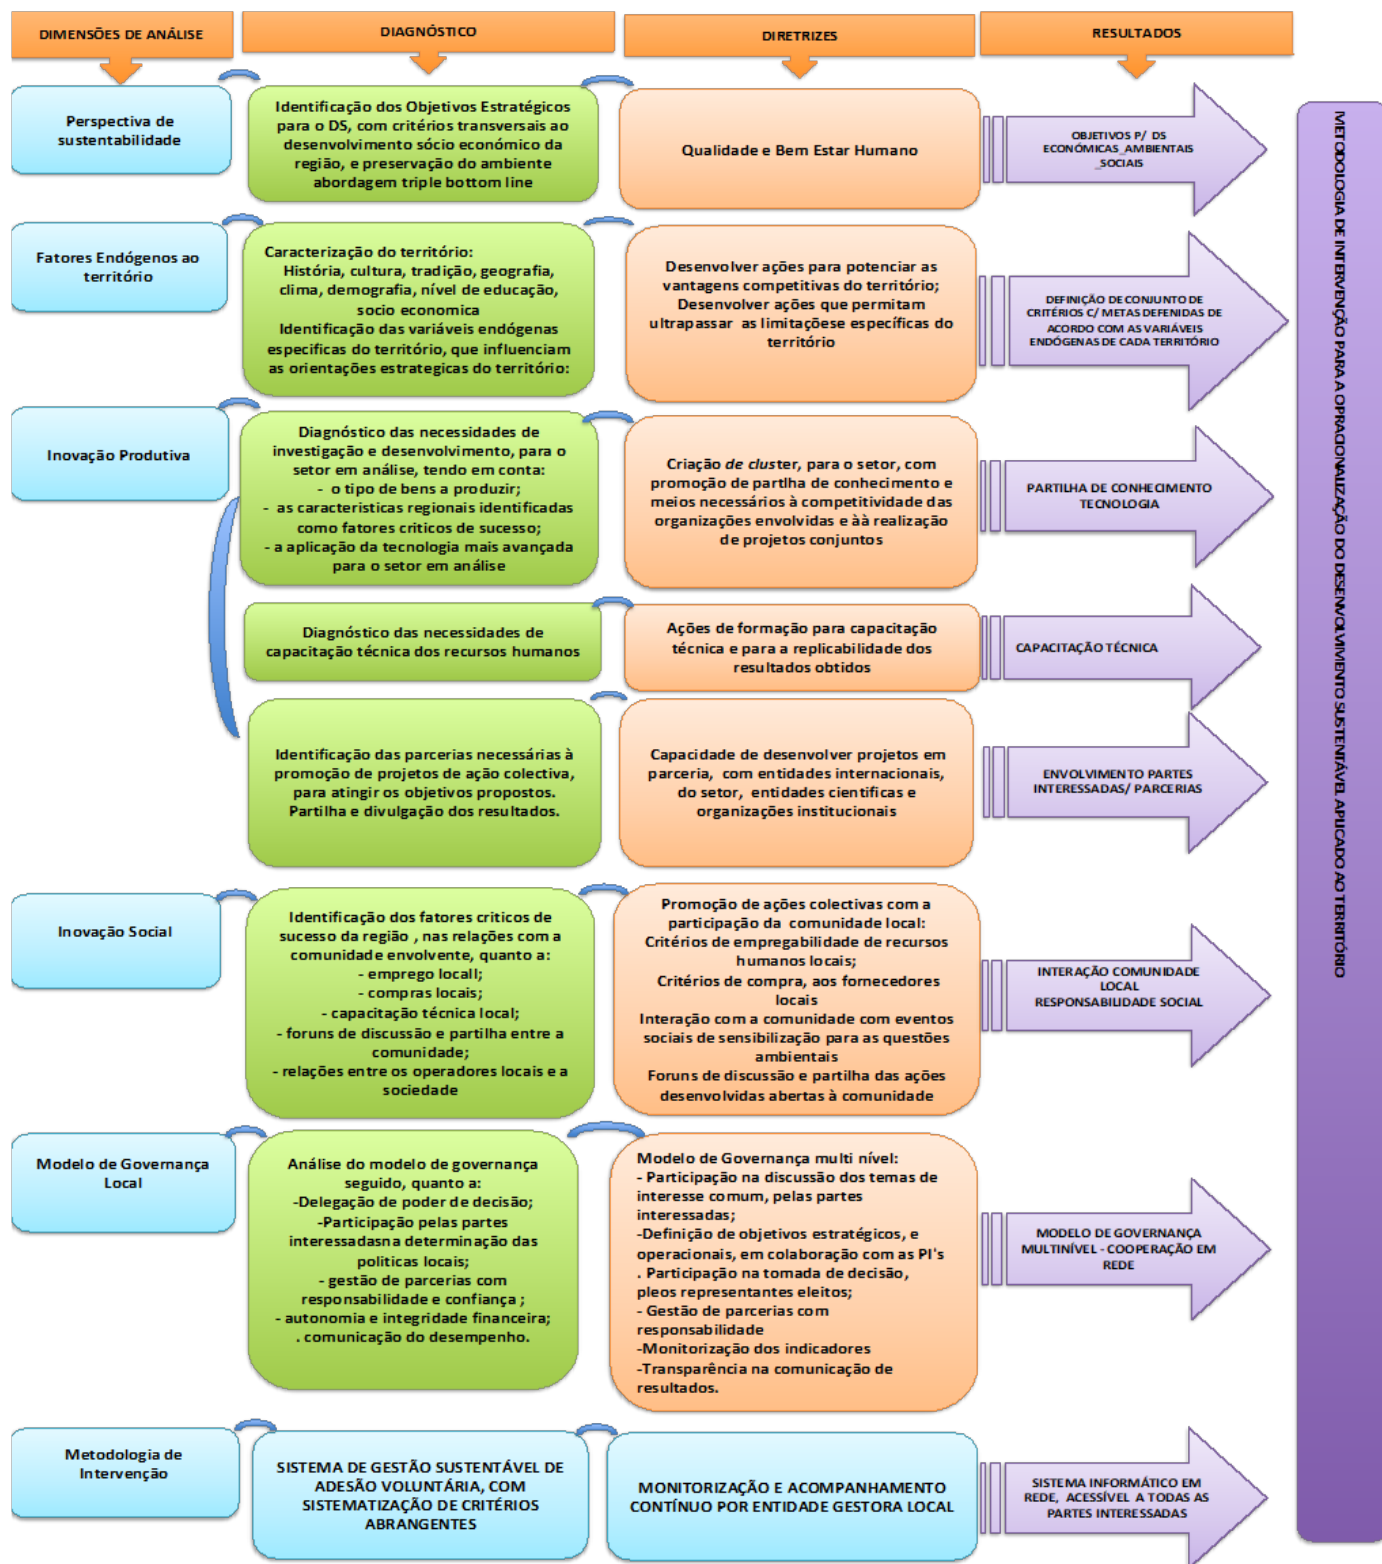 DIMENSÕES DE ANÁLISE
DIAGNÓSTICO
DIRETRIZES
RESULTADOS
Perspectiva de
sustentabilidade
Identificação dos Objetivos Estratégicos
para o DS, com critérios transversais ao
desenvolvimento sócio económico da
região, e preservação do ambiente
abordagem triple bottom line
Qualidade e Bem Estar Humano
OBJETIVOS P/ DS
ECONÓMICAS_AMBIENTAIS
_SOCIAIS
Fatores Endógenos ao
território
Caracterização do território:
História, cultura, tradição, geografia,
clima, demografia, nível de educação,
socio economica
Identificação das variáveis endógenas
especificas do território, que influenciam
as orientações estrategicas do território:
Desenvolver ações para potenciar as
vantagens competitivas do território;
Desenvolver ações que permitam
ultrapassar as limitaçõese específicas do
território
DEFINIÇÃO DE CONJUNTO DE
CRITÉRIOS C/ METAS DEFENIDAS DE
ACORDO COM AS VARIÁVEIS
ENDÓGENAS DE CADA TERRITÓRIO
Inovação Produtiva
Diagnóstico das necessidades de
investigação e desenvolvimento, para o
setor em análise, tendo em conta:
- o tipo de bens a produzir;
- as caracteristicas regionais identificadas
como fatores criticos de sucesso;
- a aplicação da tecnologia mais avançada
para o setor em análise
Criação de cluster, para o setor, com
promoção de partlha de conhecimento e
meios necessários à competitividade das
organizações envolvidas e àà realização
de projetos conjuntos
PARTILHA DE CONHECIMENTO
TECNOLOGIA
Diagnóstico das necessidades de
capacitação técnica dos recursos humanos
Ações de formação para capacitação
técnica e para a replicabilidade dos
resultados obtidos
CAPACITAÇÃO TÉCNICA
Identificação das parcerias necessárias à
promoção de projetos de ação colectiva,
para atingir os objetivos propostos.
Partilha e divulgação dos resultados.
Capacidade de desenvolver projetos em
parceria, com entidades internacionais,
do setor, entidades cientificas e
organizações institucionais
ENVOLVIMENTO PARTES
INTERESSADAS/ PARCERIAS
Inovação Social
Identificação dos fatores criticos de
sucesso da região , nas relações com a
comunidade envolvente, quanto a:
- emprego locall;
- compras locais;
- capacitação técnica local;
- foruns de discussão e partilha entre a
comunidade;
- relações entre os operadores locais e a
sociedade
Promoção de ações colectivas com a
participação da comunidade local:
Critérios de empregabilidade de recursos
humanos locais;
Critérios de compra, aos fornecedores
locais
Interação com a comunidade com eventos
sociais de sensibilização para as questões
ambientais
Foruns de discussão e partilha das ações
desenvolvidas abertas à comunidade
INTERAÇÃO COMUNIDADE
LOCAL
RESPONSABILIDADE SOCIAL
Modelo de Governança
Local
Análise do modelo de governança
seguido, quanto a:
-Delegação de poder de decisão;
-Participação pelas partes
interessadasna determinação das
politicas locais;
- gestão de parcerias com
responsabilidade e confiança ;
- autonomia e integridade financeira;
. comunicação do desempenho.
Modelo de Governança multi nível:
- Participação na discussão dos temas de
interesse comum, pelas partes
interessadas;
-Definição de objetivos estratégicos, e
operacionais, em colaboração com as PI's
. Participação na tomada de decisão,
pleos representantes eleitos;
- Gestão de parcerias com
responsabilidade
-Monitorização dos indicadores
-Transparência na comunicação de
resultados.
MODELO DE GOVERNANÇA
MULTINÍVEL - COOPERAÇÃO EM
REDE
Metodologia de
Intervenção
SISTEMA DE GESTÃO SUSTENTÁVEL DE
ADESÃO VOLUNTÁRIA, COM
SISTEMATIZAÇÃO DE CRITÉRIOS
ABRANGENTES
MONITORIZAÇÃO E ACOMPANHAMENTO
CONTÍNUO POR ENTIDADE GESTORA LOCAL
SISTEMA INFORMÁTICO EM
REDE, ACESSÍVEL A TODAS AS
PARTES INTERESSADAS
METODOLOGIA DE INTERVENÇÃO PARA A OPRACIONALIZAÇÃO DO DESENVOLVIMENTO SUSTENTÁVEL APLICADO AO TERRITÓRIO